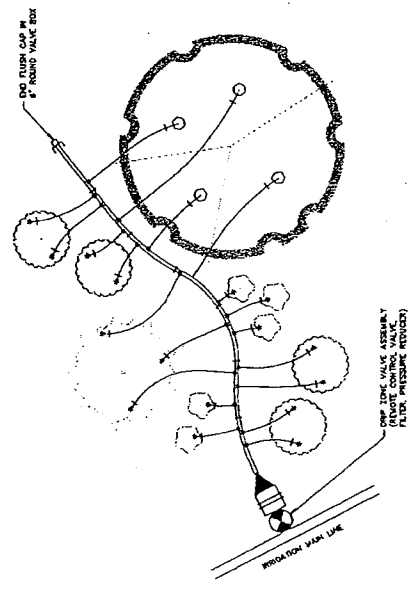 END FLUSH CAP IN
6" ROUND VALVE BOX
DRIP ZONE VALVE ASSEMBLY
(REMOTE CONTROL VALVE,
FILTER, PRESSURE REDUCER)
IRRIGATION MAIN LINE